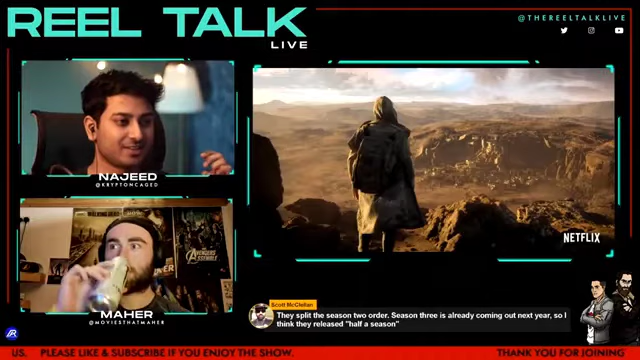 REEL TALK
LIVE
@THEREELTALKLIVE
NAJEED
@KRYPTONCAGED
AVENGERS
ASSEMBLE
MAHER
@MOVIESTHATMAHER
NETFLIX
Scott McClellan
They split the season two order. Season three is already coming out next year, so I
think they released "half a season"
US. PLEASE LIKE & SUBSCRIBE IF YOU ENJOY THE SHOW. THANK YOU FOR JOINING